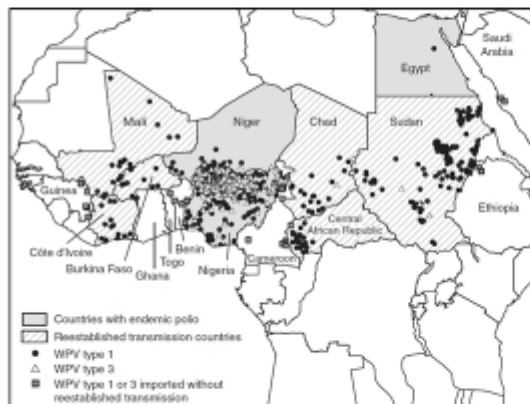 Saudi
Arabia
Egypt
Mali
Niger
Chad
Sudan
Guinea
Ethiopia
Central
African Republic
Côte d'Ivoire
Benin
Cameroon
Togo
Burkina Faso
Nigeria
Ghana
Countries with endemic polio
Reestablished transmission countries
WPV type 1
WPV type 3
WPV type 1 or 3 imported without
reestablished transmission